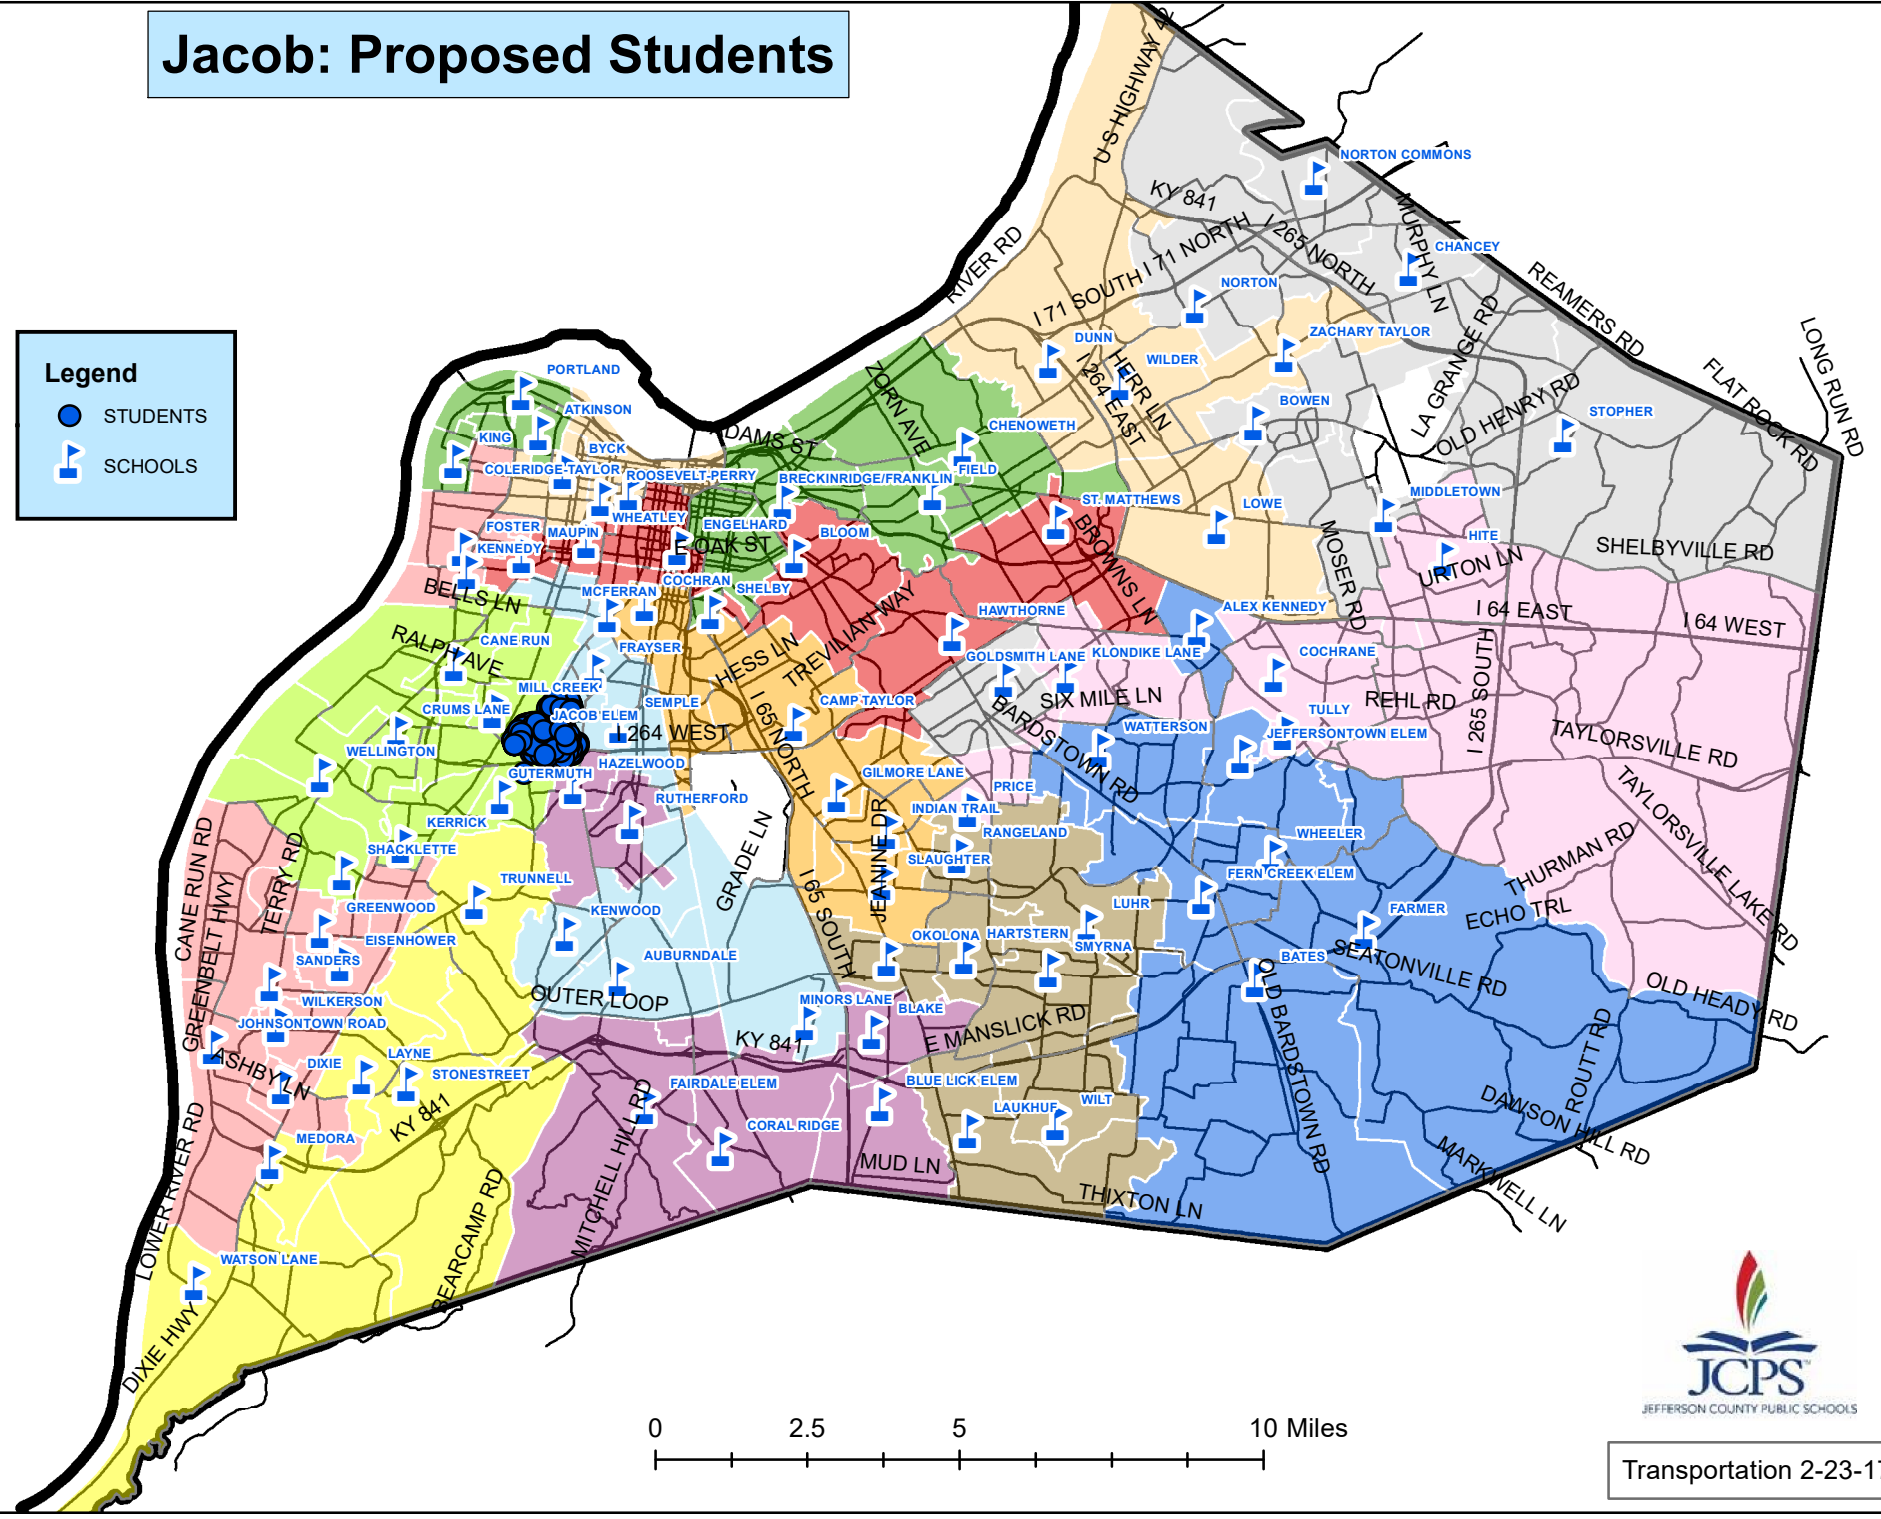 Jacob: Proposed Students
U S HIGHWAY 42
NORTON COMMONS
KY 841
MURPHY LN
I 71 NORTH
I 265 NORTH
CHANCEY
RIVER RD
REAMERS RD
NORTON
I 71 SOUTH
LONG RUN RD
ZACHARY TAYLOR
DUNN
HERR LN
WILDER
LA GRANGE RD
Legend
STUDENTS
SCHOOLS
PORTLAND
ZORN AVE
I 264 EAST
FLAT ROCK RD
OLD HENRY RD
BOWEN
STOPHER
ATKINSON
CHENOWETH
KING
BYCK
ADAMS ST
COLERIDGE-TAYLOR
ROOSEVELT-PERRY
BRECKINRIDGE/FRANKLIN
FIELD
ST. MATTHEWS
LOWE
MIDDLETOWN
FOSTER
MAUPIN
WHEATLEY
ENGELHARD
BLOOM
BROWNS LN
MOSER RD
HITE
KENNEDY
E OAK ST
SHELBYVILLE RD
URTON LN
BELLS LN
MCFERRAN
COCHRAN
SHELBY
TREVILIAN WAY
HAWTHORNE
ALEX KENNEDY
I 64 EAST
I 64 WEST
RALPH AVE
CANE RUN
FRAYSER
HESS LN
GOLDSMITH LANE
KLONDIKE LANE
COCHRANE
I 265 SOUTH
MILL CREEK
CRUMS LANE
JACOB ELEM
SEMPLE
I 65 NORTH
CAMP TAYLOR
BARDSTOWN RD
SIX MILE LN
REHL RD
TULLY
WATTERSON
JEFFERSONTOWN ELEM
TAYLORSVILLE RD
I 264 WEST
WELLINGTON
GUTERMUTH
HAZELWOOD
GILMORE LANE
PRICE
RUTHERFORD
INDIAN TRAIL
TAYLORSVILLE LAKE RD
KERRICK
RANGELAND
WHEELER
THURMAN RD
CANE RUN RD
TERRY RD
SHACKLETTE
GRADE LN
JEANINE DR
SLAUGHTER
FERN CREEK ELEM
GREENBELT HWY
TRUNNELL
I 65 SOUTH
GREENWOOD
KENWOOD
LUHR
FARMER
ECHO TRL
EISENHOWER
OKOLONA
HARTSTERN
SMYRNA
SANDERS
AUBURNDALE
BATES
SEATONVILLE RD
WILKERSON
OUTER LOOP
MINORS LANE
BLAKE
OLD HEADY RD
JOHNSONTOWN ROAD
KY 841
E MANSLICK RD
OLD BARDSTOWN RD
ROUTT RD
ASHBY LN
DIXIE
LAYNE
STONESTREET
FAIRDALE ELEM
BLUE LICK ELEM
LAUKHUF
WILT
DAWSON HILL RD
KY 841
MEDORA
CORAL RIDGE
MITCHELL HILL RD
MUD LN
MARKWELL LN
LOWER RIVER RD
BEARCAMP RD
THIXTON LN
WATSON LANE
DIXIE HWY
JCPS
JEFFERSON COUNTY PUBLIC SCHOOLS
0 2.5 5 10 Miles
Transportation 2-23-17